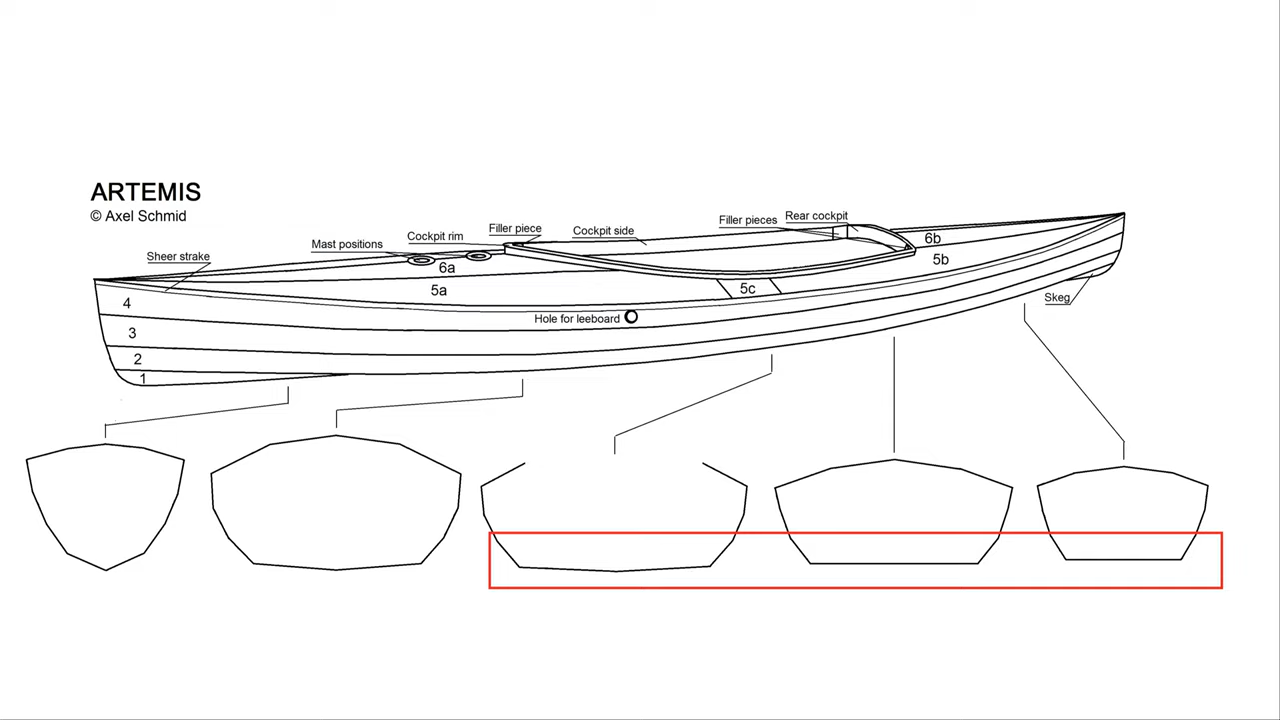 ARTEMIS
© Axel Schmid
Sheer strake
Mast positions
Cockpit rim
Filler piece
Cockpit side
Filler pieces
Rear cockpit
6a
6b
5a
5b
5c
4
3
2
1
Hole for leeboard
Skeg